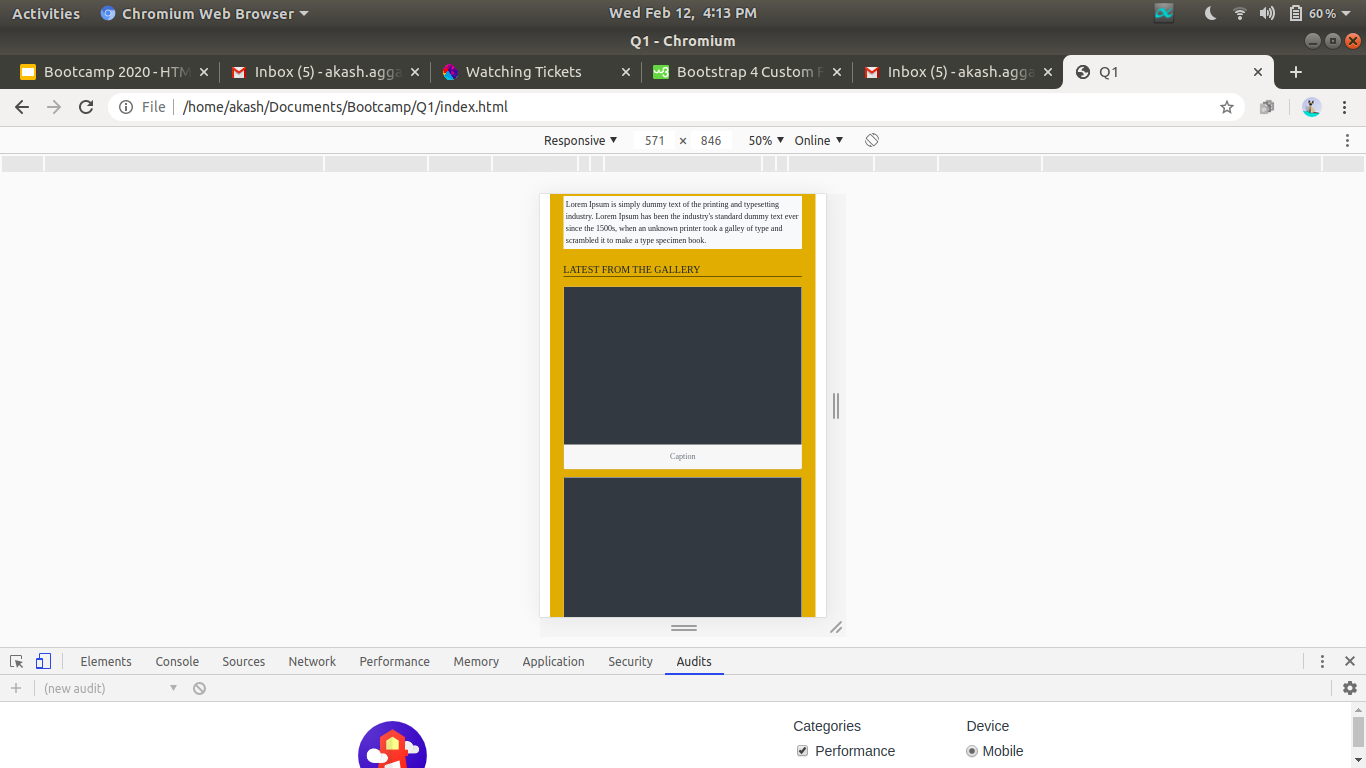 Activities Chromium Web Browser Wed Feb 12, 4:13 PM 60 %
Q1 - Chromium
Bootcamp 2020 - HTM Inbox (5) - akash.agga Watching Tickets Bootstrap 4 Custom F Inbox (5) - akash.agga Q1
File /home/akash/Documents/Bootcamp/Q1/index.html
Responsive 571 × 846 50% Online
Lorem Ipsum is simply dummy text of the printing and typesetting
industry. Lorem Ipsum has been the industry's standard dummy text ever
since the 1500s, when an unknown printer took a galley of type and
scrambled it to make a type specimen book.
LATEST FROM THE GALLERY
Caption
Elements Console Sources Network Performance Memory Application Security Audits
(new audit)
Categories Device
Performance Mobile